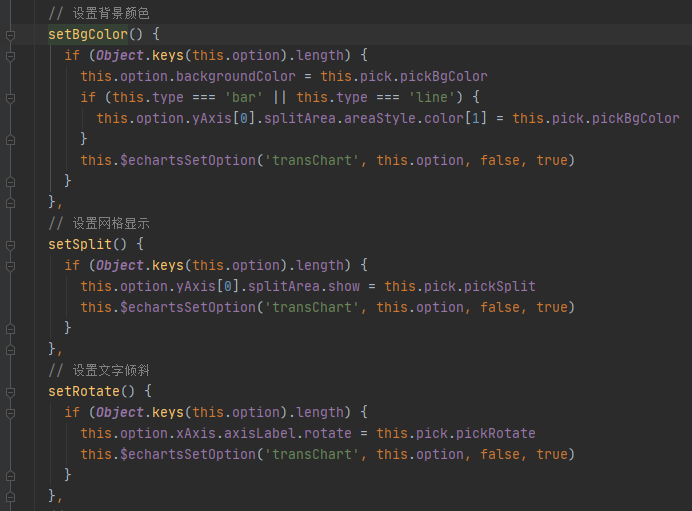 // 设置背景颜色
setBgColor() {
  if (Object.keys(this.option).length) {
    this.option.backgroundColor = this.pick.pickBgColor
    if (this.type === 'bar' || this.type === 'line') {
      this.option.yAxis[0].splitArea.areaStyle.color[1] = this.pick.pickBgColor
    }
    this.$echartsSetOption('transChart', this.option, false, true)
  }
},
// 设置网格显示
setSplit() {
  if (Object.keys(this.option).length) {
    this.option.yAxis[0].splitArea.show = this.pick.pickSplit
    this.$echartsSetOption('transChart', this.option, false, true)
  }
},
// 设置文字倾斜
setRotate() {
  if (Object.keys(this.option).length) {
    this.option.xAxis.axisLabel.rotate = this.pick.pickRotate
    this.$echartsSetOption('transChart', this.option, false, true)
  }
},